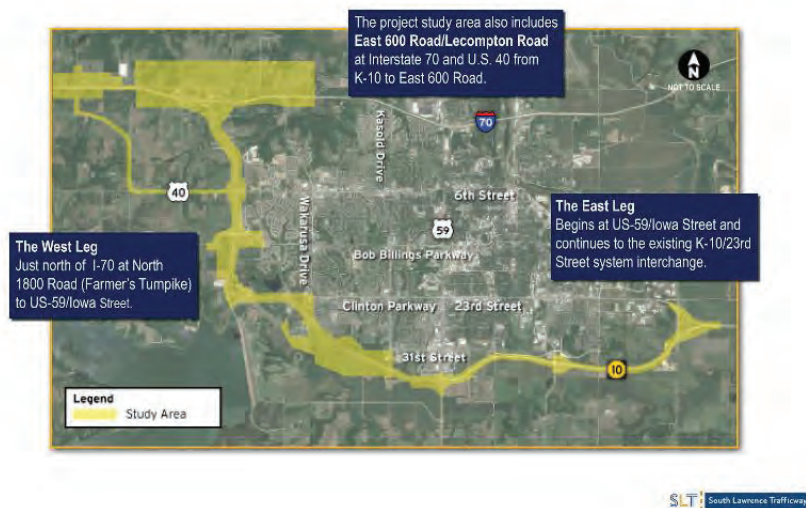 The project study area also includes
East 600 Road/Lecompton Road
at Interstate 70 and U.S. 40 from
K-10 to East 600 Road.
N
NOT TO SCALE
70
Kasold Drive
40
6th Street
Wakarusa Drive
59
The East Leg
Begins at US-59/Iowa Street and
continues to the existing K-10/23rd
Street system interchange.
The West Leg
Just north of I-70 at North
1800 Road (Farmer's Turnpike)
to US-59/Iowa Street.
Bob Billings Parkway
Clinton Parkway
23rd Street
31st Street
10
Legend
Study Area
SLT South Lawrence Trafficway